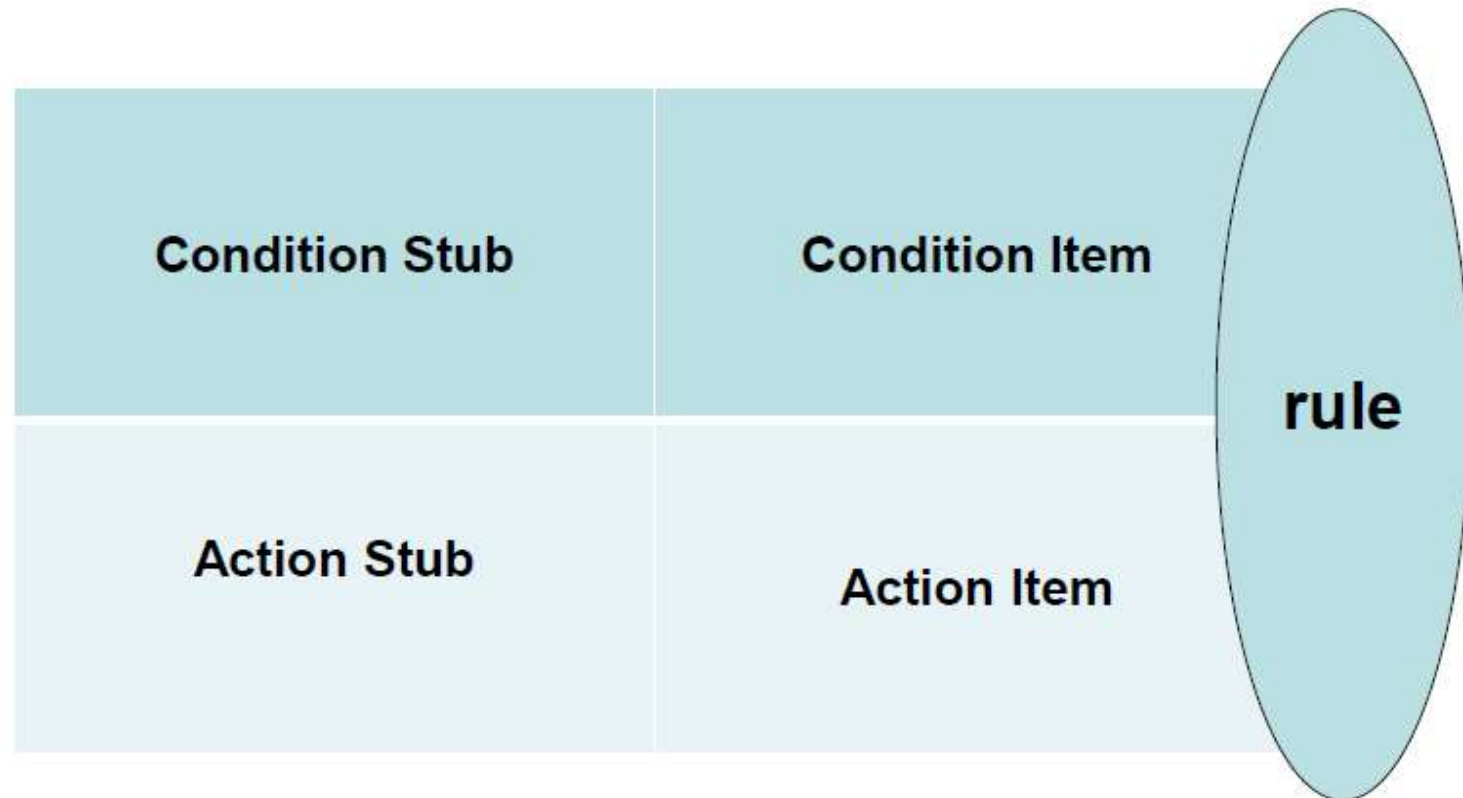 Condition Stub
Condition Item
rule
Action Stub
Action Item